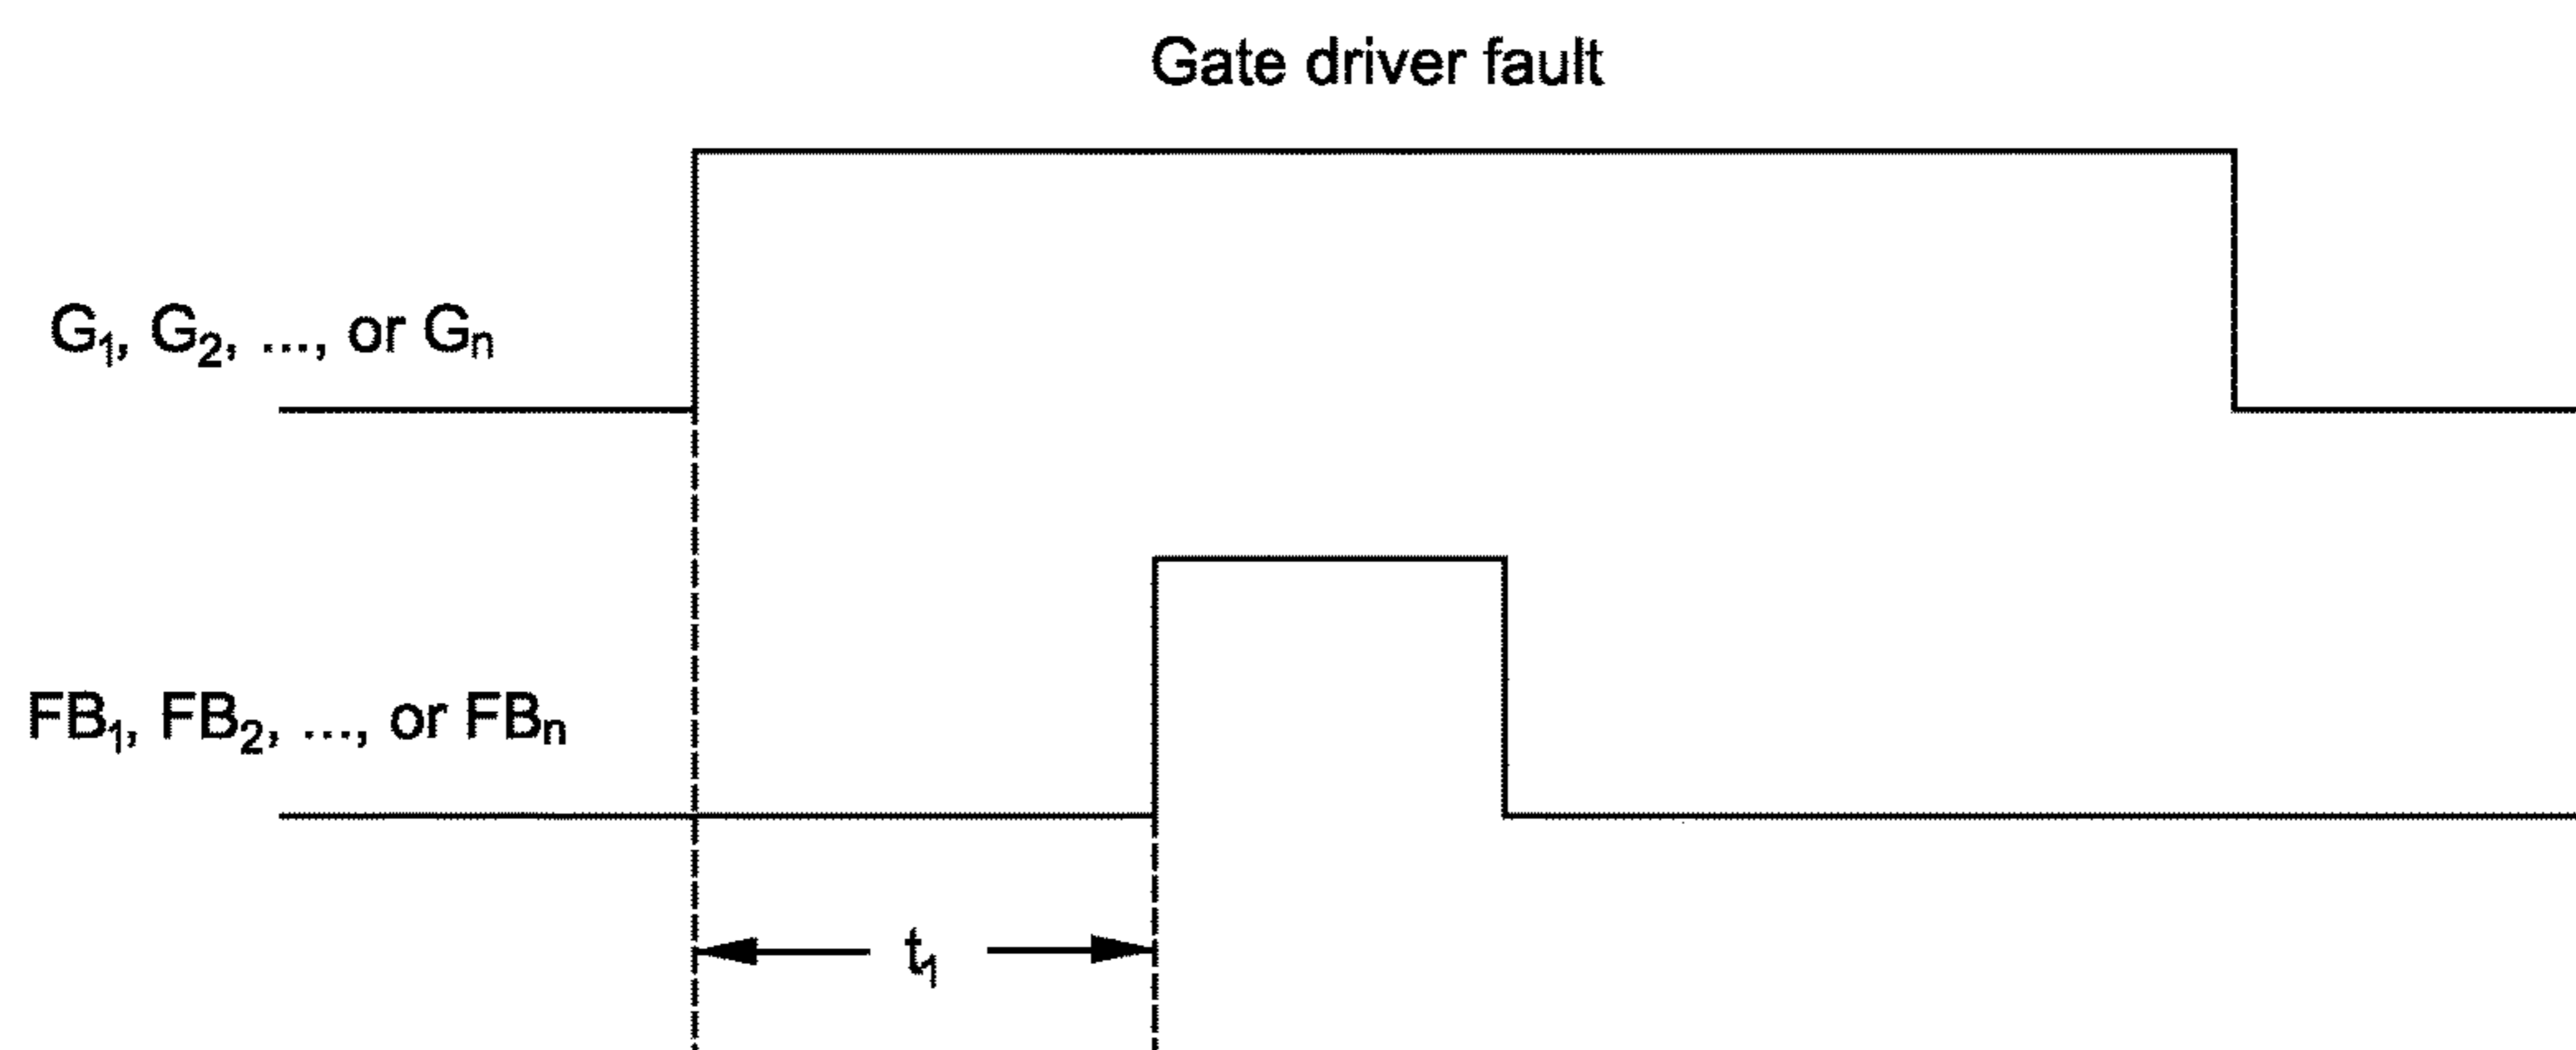 Gate driver fault
G₁, G₂, ..., or Gₙ
FB₁, FB₂, ..., or FBₙ
t₁